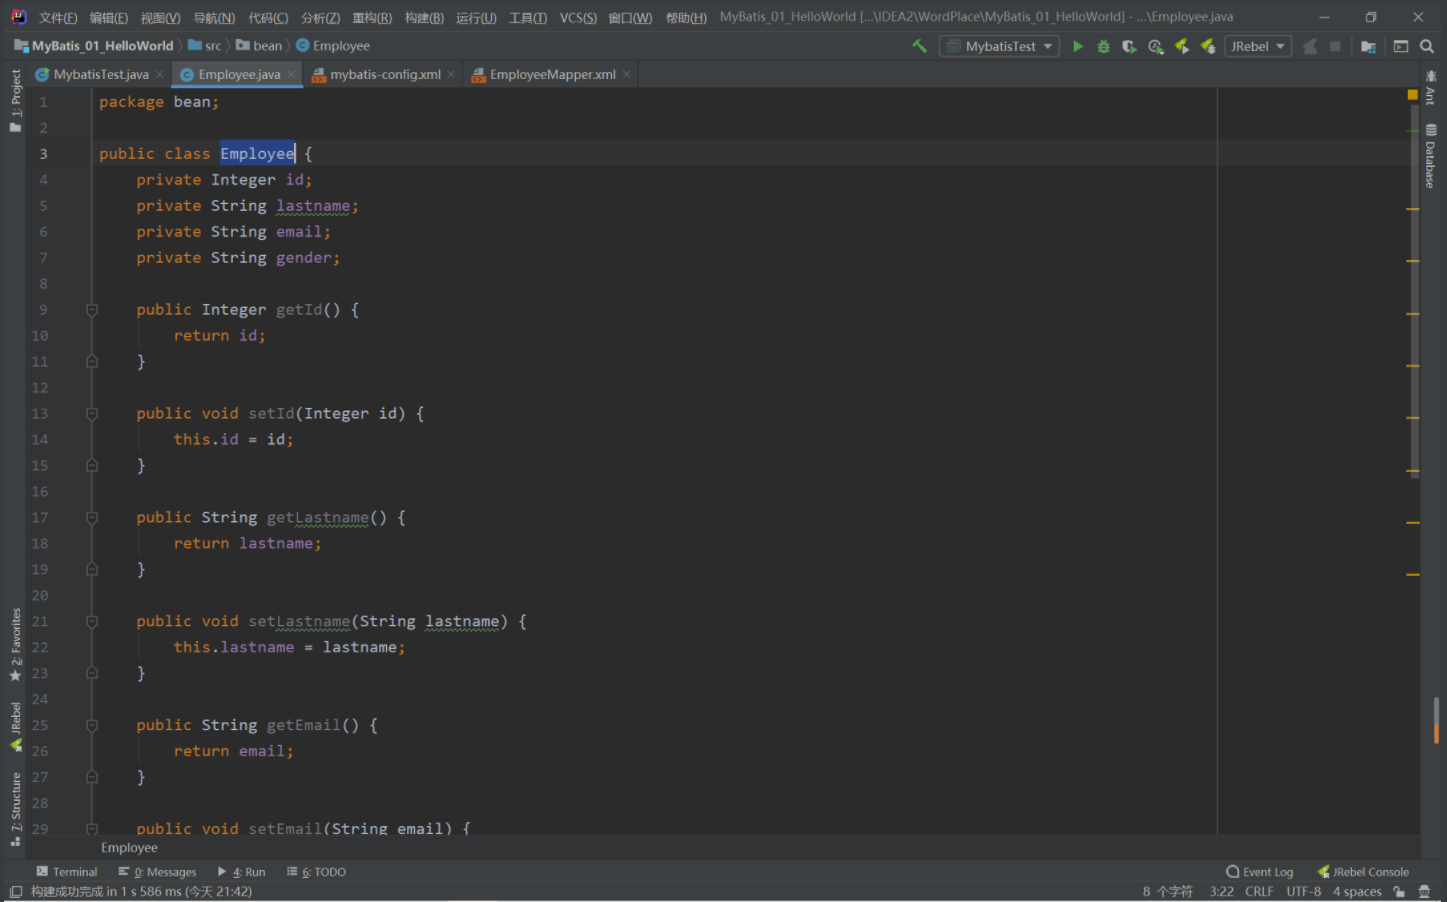 文件(F) 编辑(E) 视图(V) 导航(N) 代码(C) 分析(Z) 重构(R) 构建(B) 运行(U) 工具(T) VCS(S) 窗口(W) 帮助(H) MyBatis_01_HelloWorld [...\IDEA2\WordPlace\MyBatis_01_HelloWorld] - ...\Employee.java
MyBatis_01_HelloWorld src bean Employee MybatisTest JRebel
MybatisTest.java Employee.java mybatis-config.xml EmployeeMapper.xml
1: Project
Ant
Database
2: Favorites
JRebel
7: Structure
1 package bean;
2
3 public class Employee {
4 private Integer id;
5 private String lastname;
6 private String email;
7 private String gender;
8
9 public Integer getId() {
10 return id;
11 }
12
13 public void setId(Integer id) {
14 this.id = id;
15 }
16
17 public String getLastname() {
18 return lastname;
19 }
20
21 public void setLastname(String lastname) {
22 this.lastname = lastname;
23 }
24
25 public String getEmail() {
26 return email;
27 }
28
29 public void setEmail(String email) {
Employee
Terminal 0: Messages 4: Run 6: TODO Event Log JRebel Console
构建成功完成 in 1 s 586 ms (今天 21:42) 8 个字符 3:22 CRLF UTF-8 4 spaces